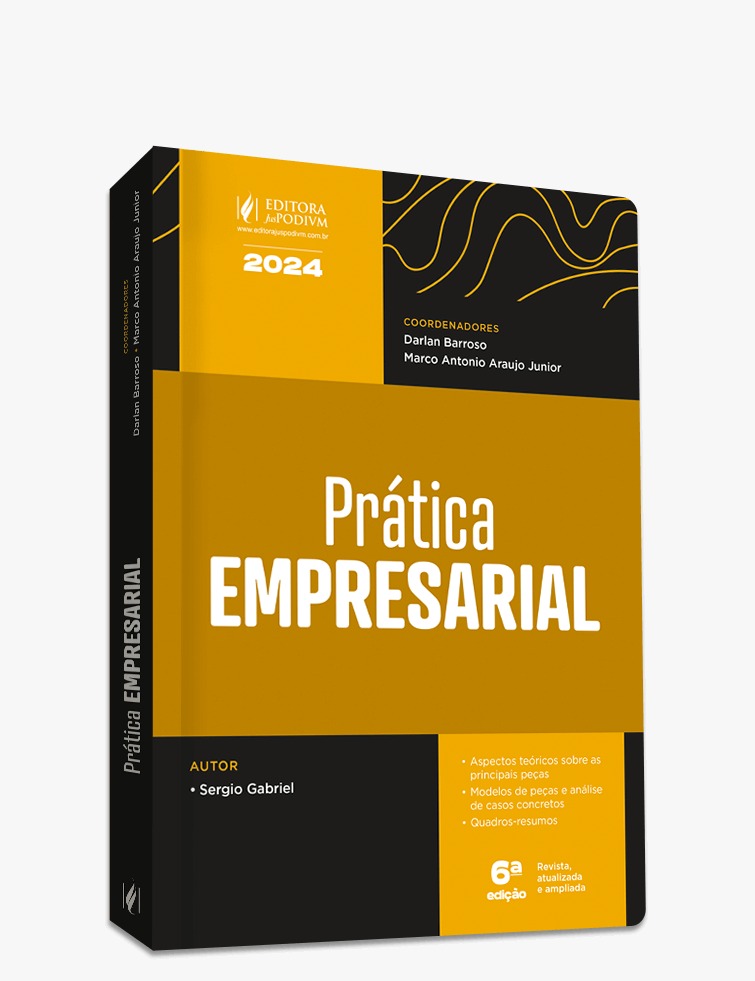 EDITORA
JusPODIVM
www.editorajuspodivm.com.br
2024
COORDENADORES
Darlan Barroso
Marco Antonio Araujo Junior
Prática
EMPRESARIAL
AUTOR
• Sergio Gabriel
• Aspectos teóricos sobre as
principais peças
• Modelos de peças e análise
de casos concretos
• Quadros-resumos
6ª
edição
Revista,
atualizada
e ampliada
COORDENADORES
Darlan Barroso • Marco Antonio Araujo Junior
Prática EMPRESARIAL